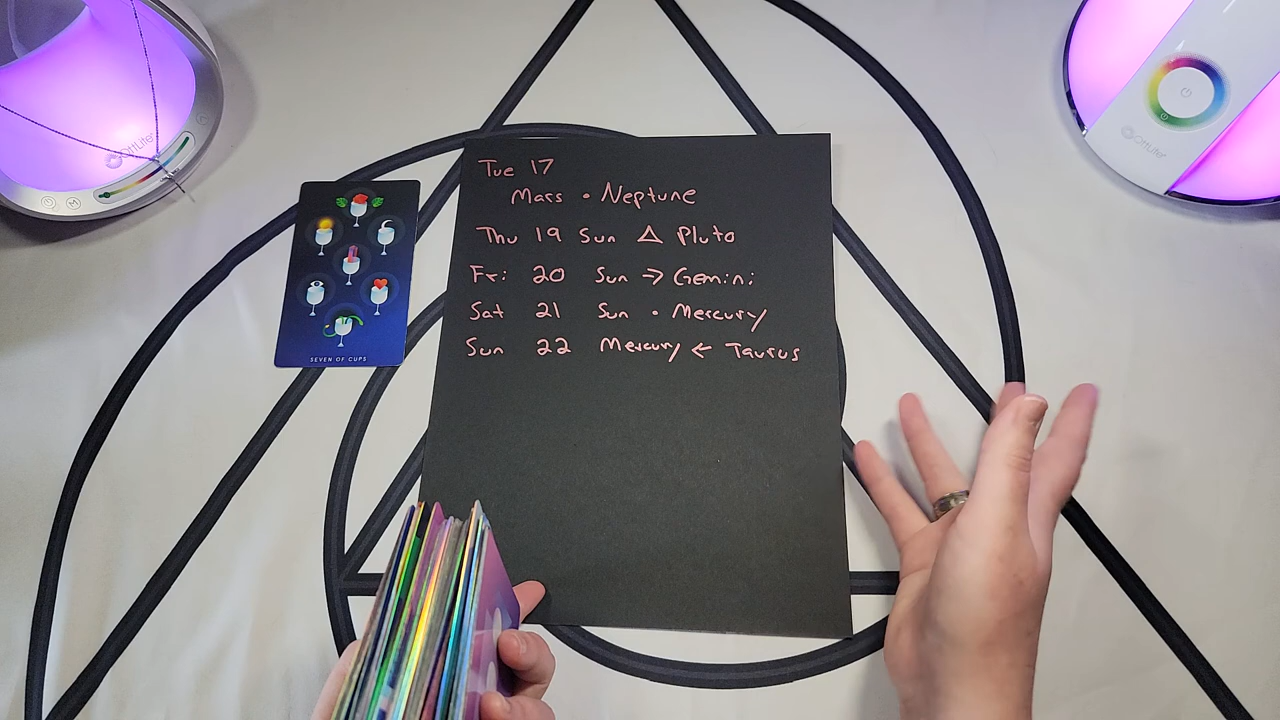 Tue 17
Mars • Neptune
Thu 19 Sun △ Pluto
Fri 20 Sun → Gemini
Sat 21 Sun • Mercury
Sun 22 Mercury ← Taurus
SEVEN OF CUPS
OttLite
OttLite